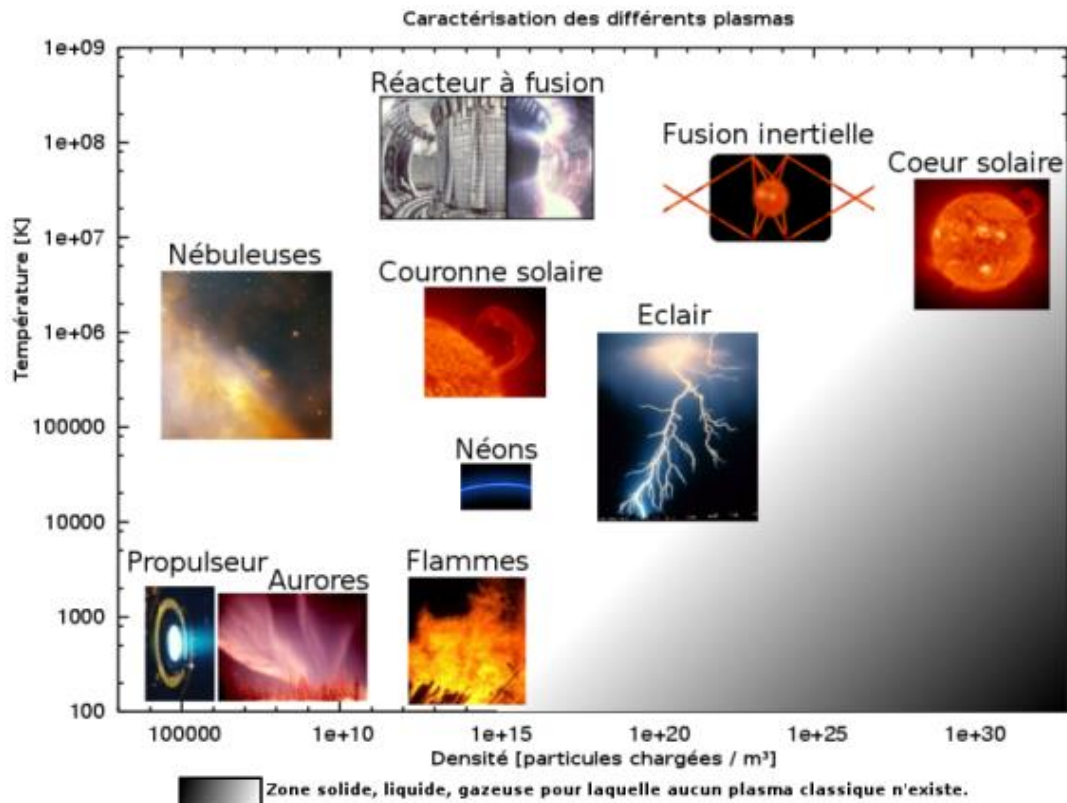 Caractérisation des différents plasmas
1e+09
1e+08
1e+07
1e+06
100000
10000
1000
100
Température [K]
Réacteur à fusion
Fusion inertielle
Coeur solaire
Nébuleuses
Couronne solaire
Eclair
Néons
Propulseur
Aurores
Flammes
100000 1e+10 1e+15 1e+20 1e+25 1e+30
Densité [particules chargées / m³]
Zone solide, liquide, gazeuse pour laquelle aucun plasma classique n'existe.